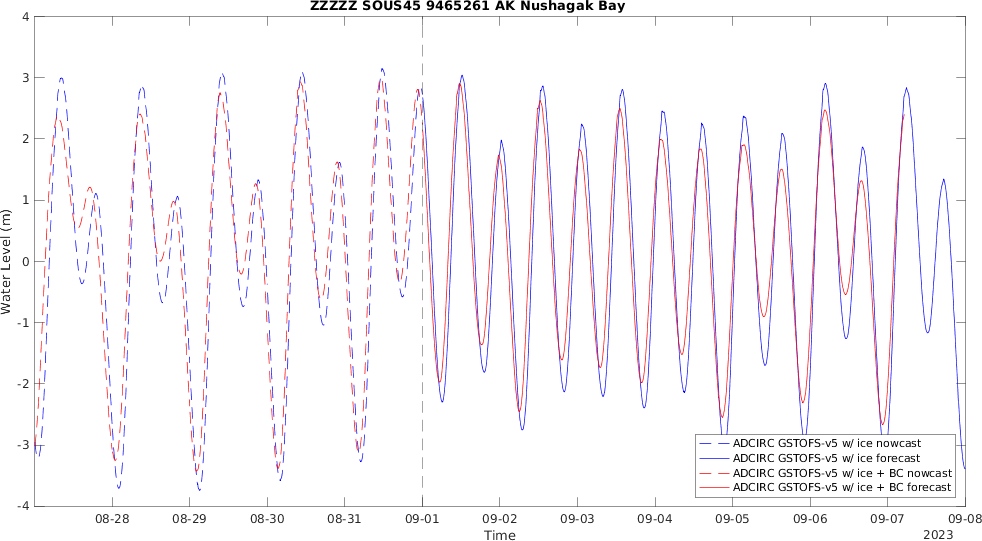 ZZZZZ SOUS45 9465261 AK Nushagak Bay
4
3
2
1
0
-1
-2
-3
-4
Water Level (m)
ADCIRC GSTOFS-v5 w/ ice nowcast
ADCIRC GSTOFS-v5 w/ ice forecast
ADCIRC GSTOFS-v5 w/ ice + BC nowcast
ADCIRC GSTOFS-v5 w/ ice + BC forecast
08-28 08-29 08-30 08-31 09-01 09-02 09-03 09-04 09-05 09-06 09-07 09-08
Time
2023